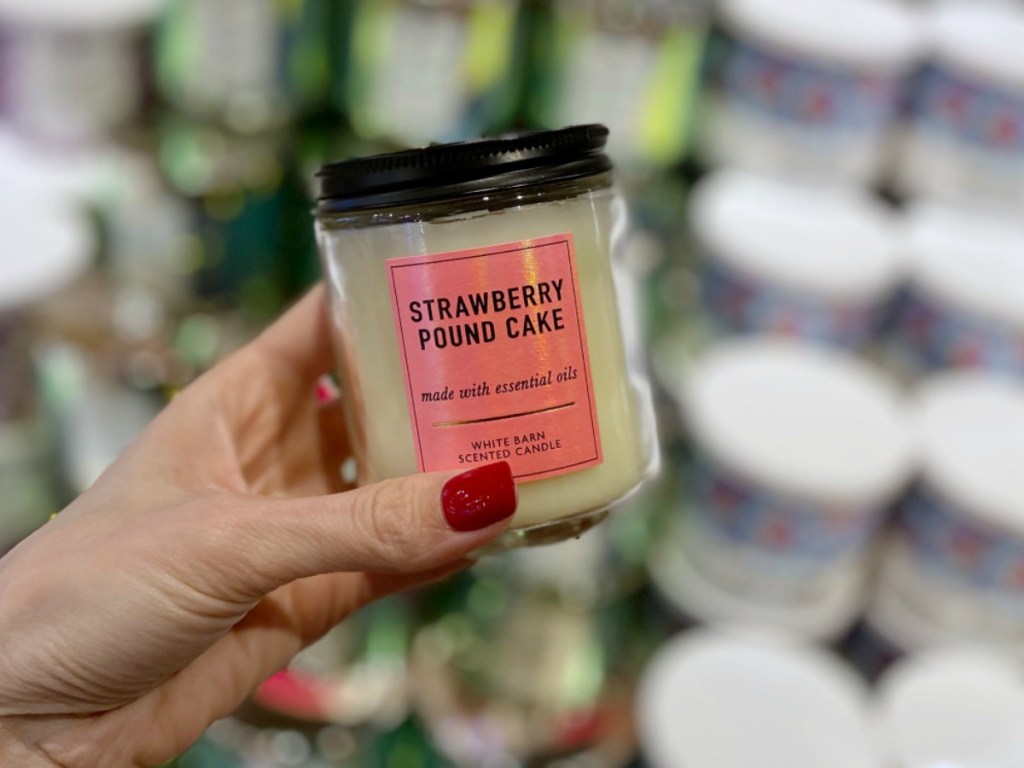 STRAWBERRY
POUND CAKE
made with essential oils
WHITE BARN
SCENTED CANDLE